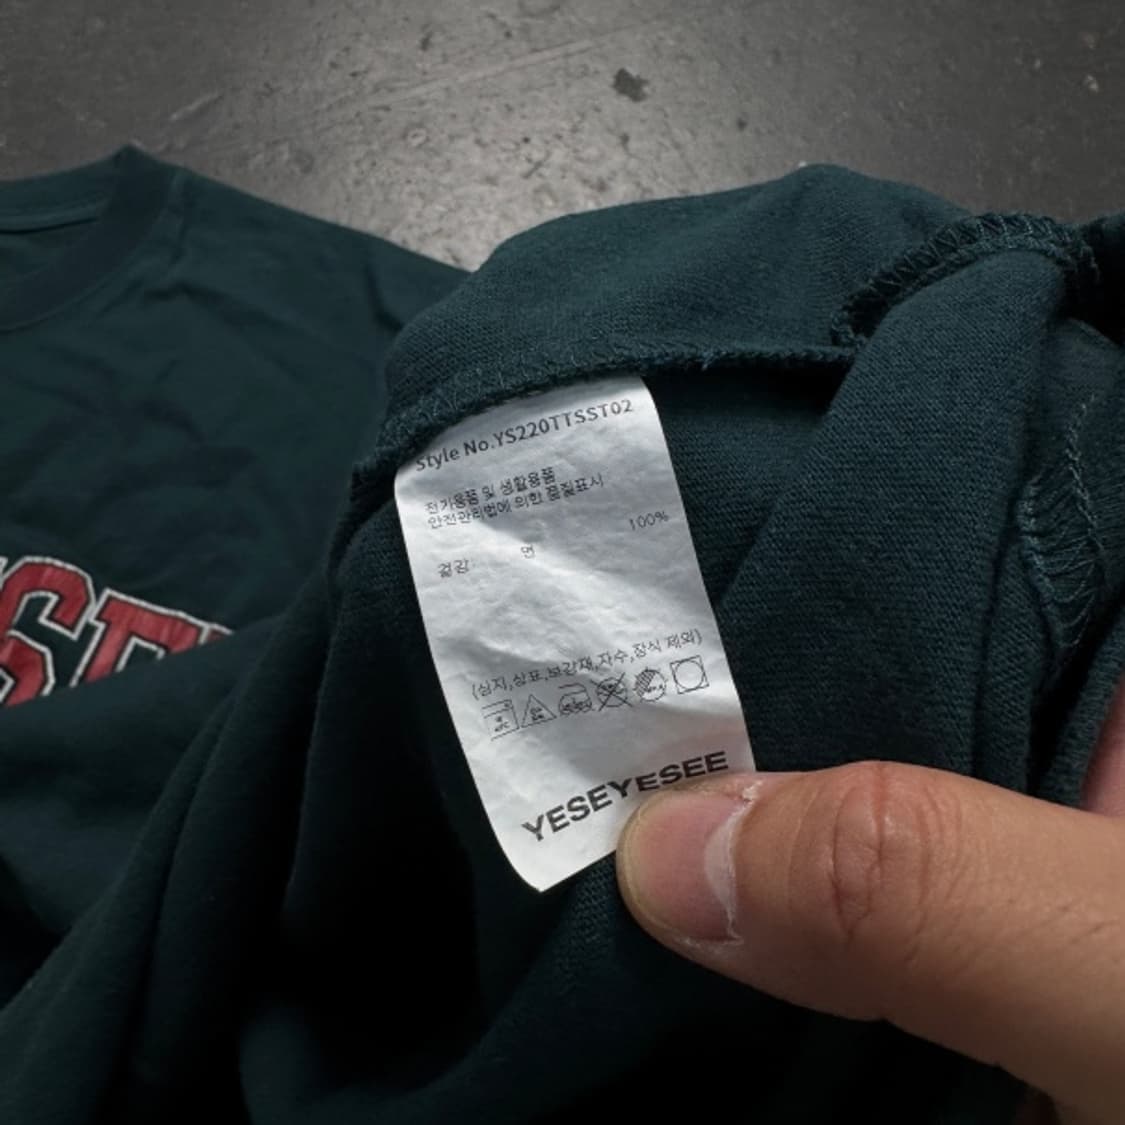 Style No.YS220TTSST02
전기용품 및 생활용품
안전관리법에 의한 품질표시
겉감 면 100%
(심지,상표,보강재,자수,장식 제외)
YESEYESEE